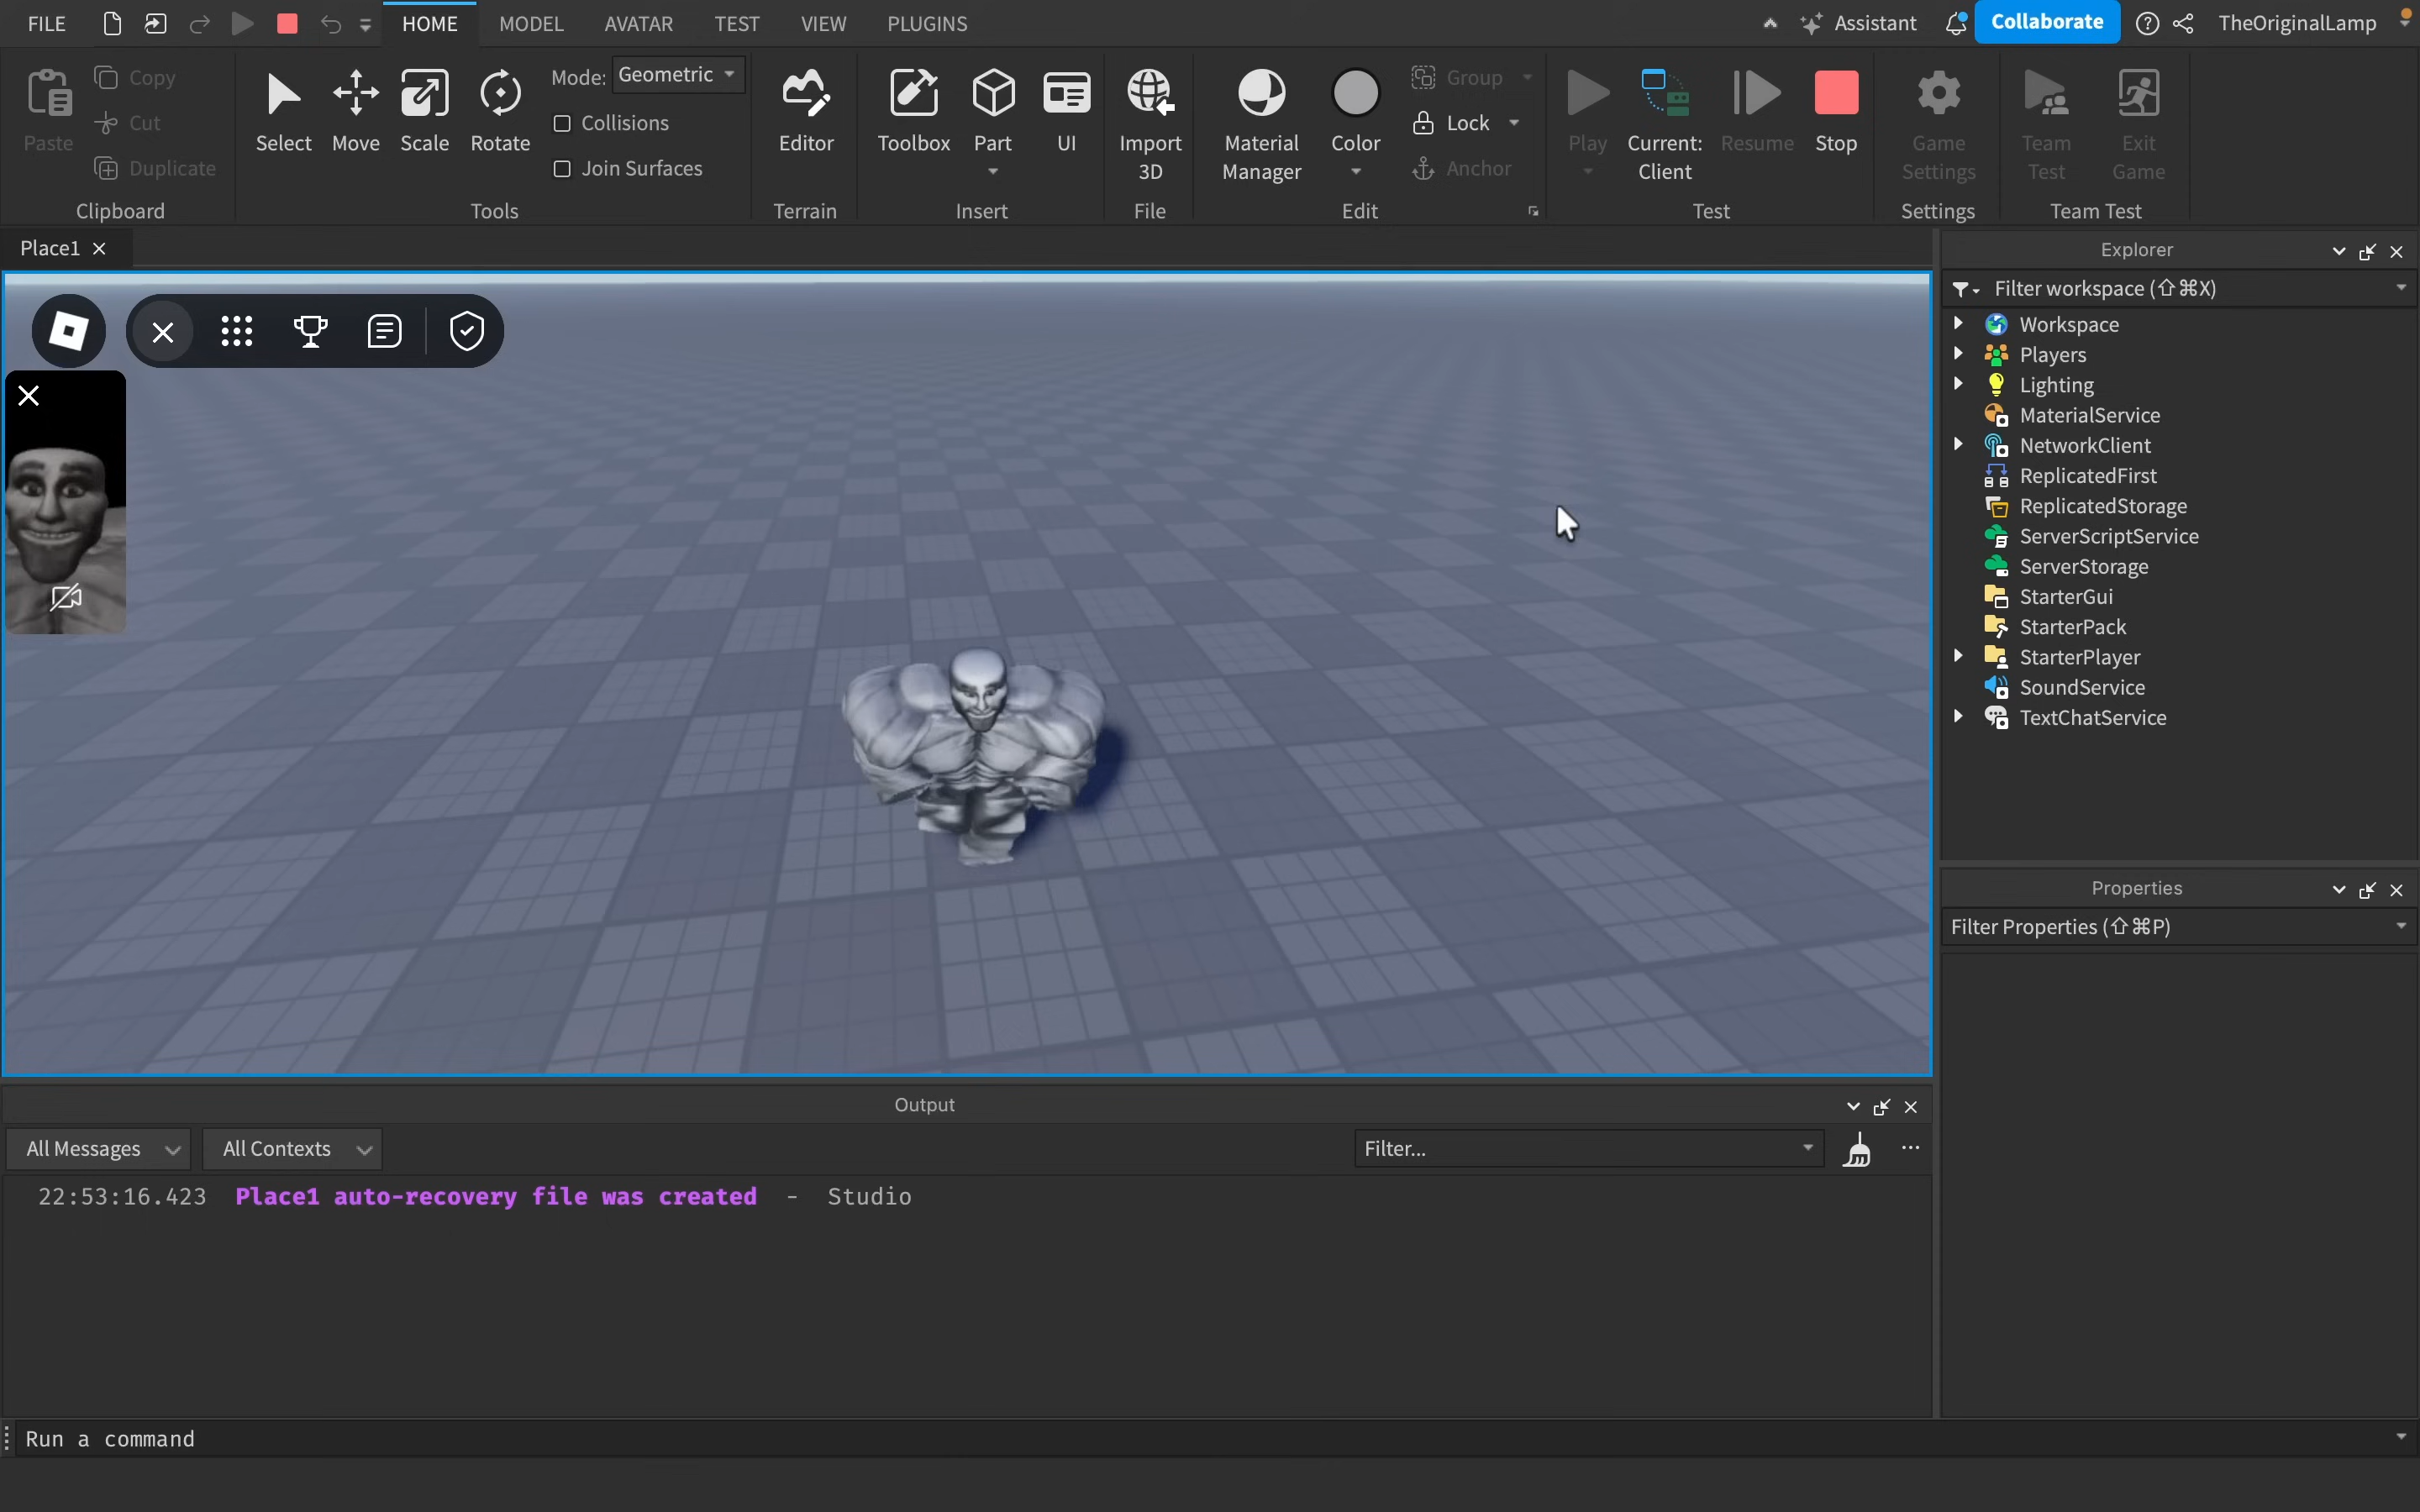 FILE
HOME
MODEL
AVATAR
TEST
VIEW
PLUGINS
Assistant
Collaborate
TheOriginalLamp
Paste
Copy
Cut
Duplicate
Clipboard
Select
Move
Scale
Rotate
Mode: Geometric
Collisions
Join Surfaces
Tools
Editor
Terrain
Toolbox
Part
UI
Insert
Import
3D
File
Material
Manager
Color
Group
Lock
Anchor
Edit
Play
Current:
Client
Resume
Stop
Test
Game
Settings
Settings
Team
Test
Exit
Game
Team Test
Place1
Explorer
Filter workspace (⇧⌘X)
Workspace
Players
Lighting
MaterialService
NetworkClient
ReplicatedFirst
ReplicatedStorage
ServerScriptService
ServerStorage
StarterGui
StarterPack
StarterPlayer
SoundService
TextChatService
Properties
Filter Properties (⇧⌘P)
Output
All Messages
All Contexts
Filter...
22:53:16.423 Place1 auto-recovery file was created - Studio
Run a command